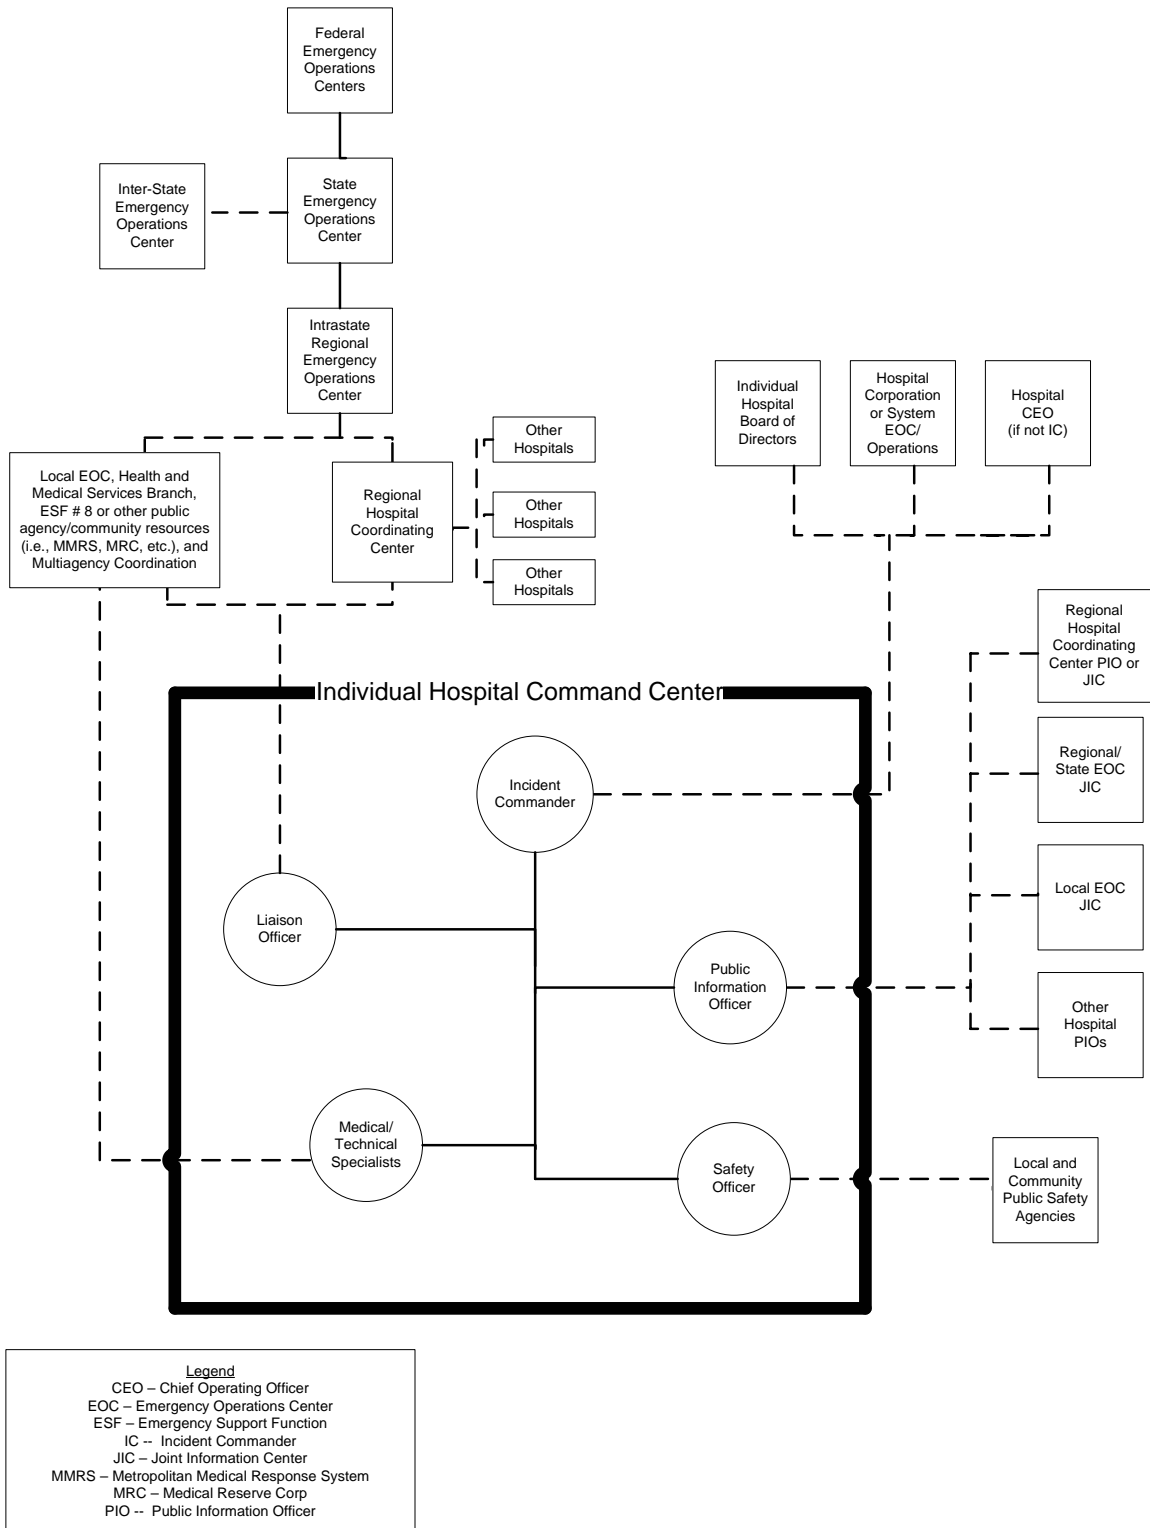 Federal
Emergency
Operations
Centers
Inter-State
Emergency
Operations
Center
State
Emergency
Operations
Center
Intrastate
Regional
Emergency
Operations
Center
Individual
Hospital
Board of
Directors
Hospital
Corporation
or System
EOC/
Operations
Hospital
CEO
(if not IC)
Local EOC, Health and
Medical Services Branch,
ESF # 8 or other public
agency/community resources
(i.e., MMRS, MRC, etc.), and
Multiagency Coordination
Regional
Hospital
Coordinating
Center
Other
Hospitals
Other
Hospitals
Other
Hospitals
Regional
Hospital
Coordinating
Center PIO or
JIC
Regional/
State EOC
JIC
Local EOC
JIC
Other
Hospital
PIOs
Individual Hospital Command Center
Incident
Commander
Liaison
Officer
Public
Information
Officer
Medical/
Technical
Specialists
Safety
Officer
Local and
Community
Public Safety
Agencies
Legend
CEO – Chief Operating Officer
EOC – Emergency Operations Center
ESF – Emergency Support Function
IC -- Incident Commander
JIC – Joint Information Center
MMRS – Metropolitan Medical Response System
MRC – Medical Reserve Corp
PIO -- Public Information Officer